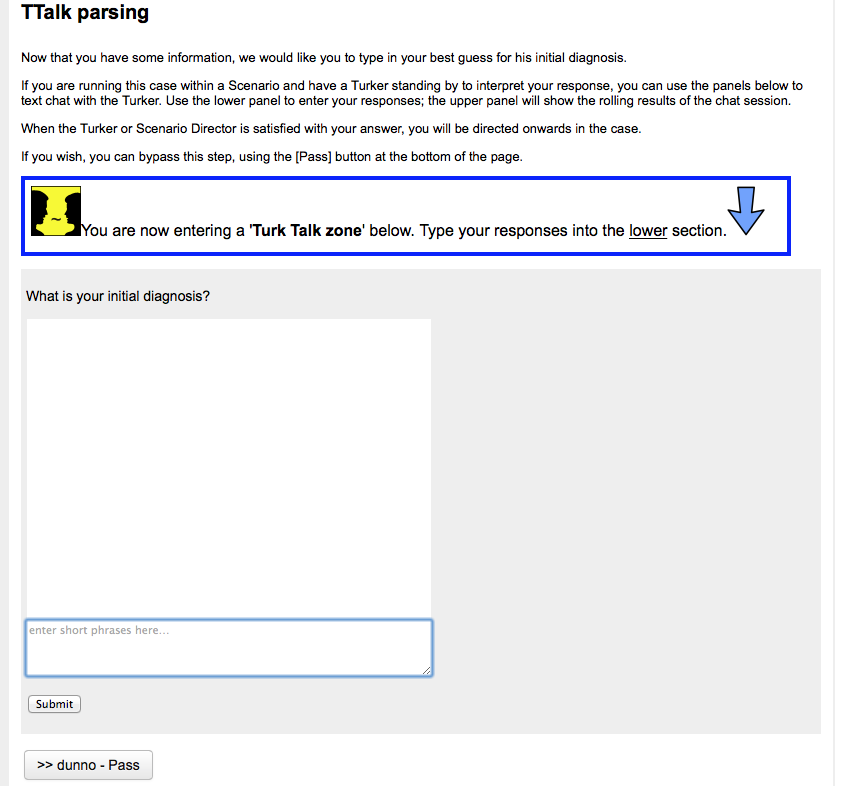 TTalk parsing
Now that you have some information, we would like you to type in your best guess for his initial diagnosis.
If you are running this case within a Scenario and have a Turker standing by to interpret your response, you can use the panels below to
text chat with the Turker. Use the lower panel to enter your responses; the upper panel will show the rolling results of the chat session.
When the Turker or Scenario Director is satisfied with your answer, you will be directed onwards in the case.
If you wish, you can bypass this step, using the [Pass] button at the bottom of the page.
You are now entering a 'Turk Talk zone' below. Type your responses into the lower section.
What is your initial diagnosis?
enter short phrases here...
Submit
>> dunno - Pass